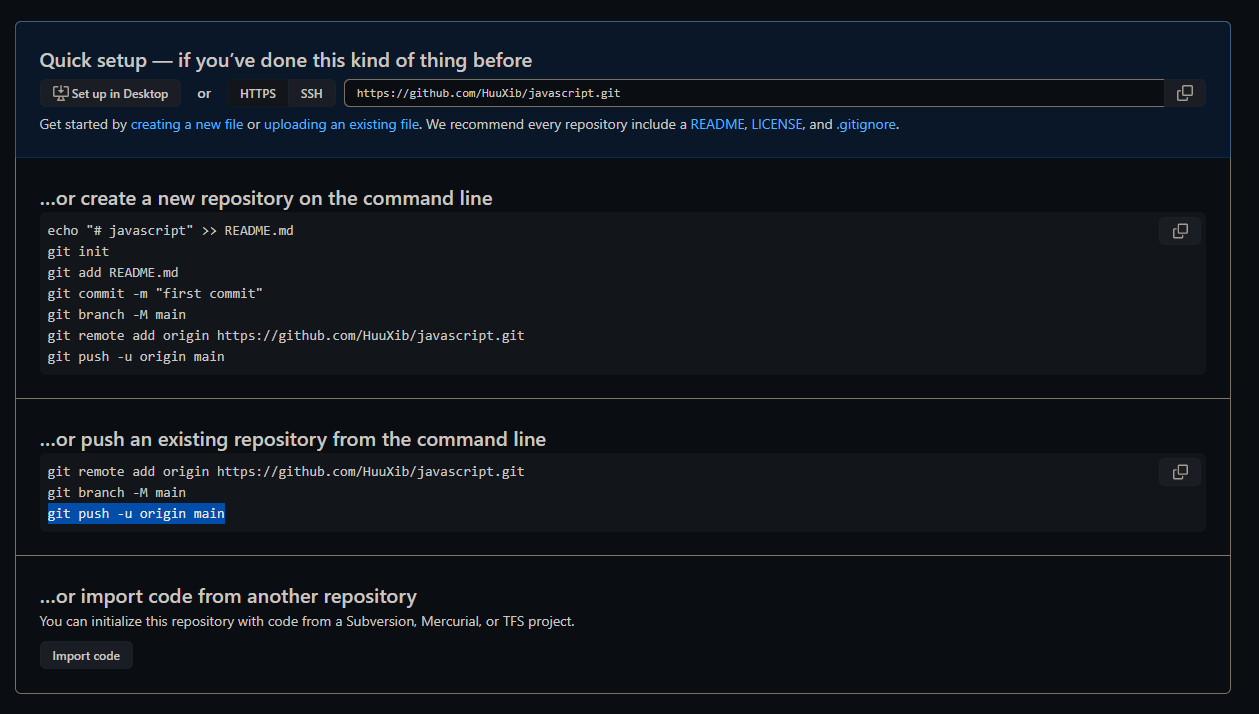 Quick setup — if you’ve done this kind of thing before
Set up in Desktop or HTTPS SSH https://github.com/HuuXib/javascript.git
Get started by creating a new file or uploading an existing file. We recommend every repository include a README, LICENSE, and .gitignore.
…or create a new repository on the command line
echo "# javascript" >> README.md
git init
git add README.md
git commit -m "first commit"
git branch -M main
git remote add origin https://github.com/HuuXib/javascript.git
git push -u origin main
…or push an existing repository from the command line
git remote add origin https://github.com/HuuXib/javascript.git
git branch -M main
git push -u origin main
…or import code from another repository
You can initialize this repository with code from a Subversion, Mercurial, or TFS project.
Import code